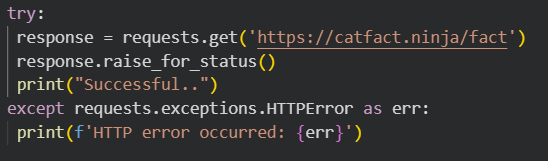 try:
 response = requests.get('https://catfact.ninja/fact')
 response.raise_for_status()
 print("Successful..")
except requests.exceptions.HTTPError as err:
 print(f'HTTP error occurred: {err}')